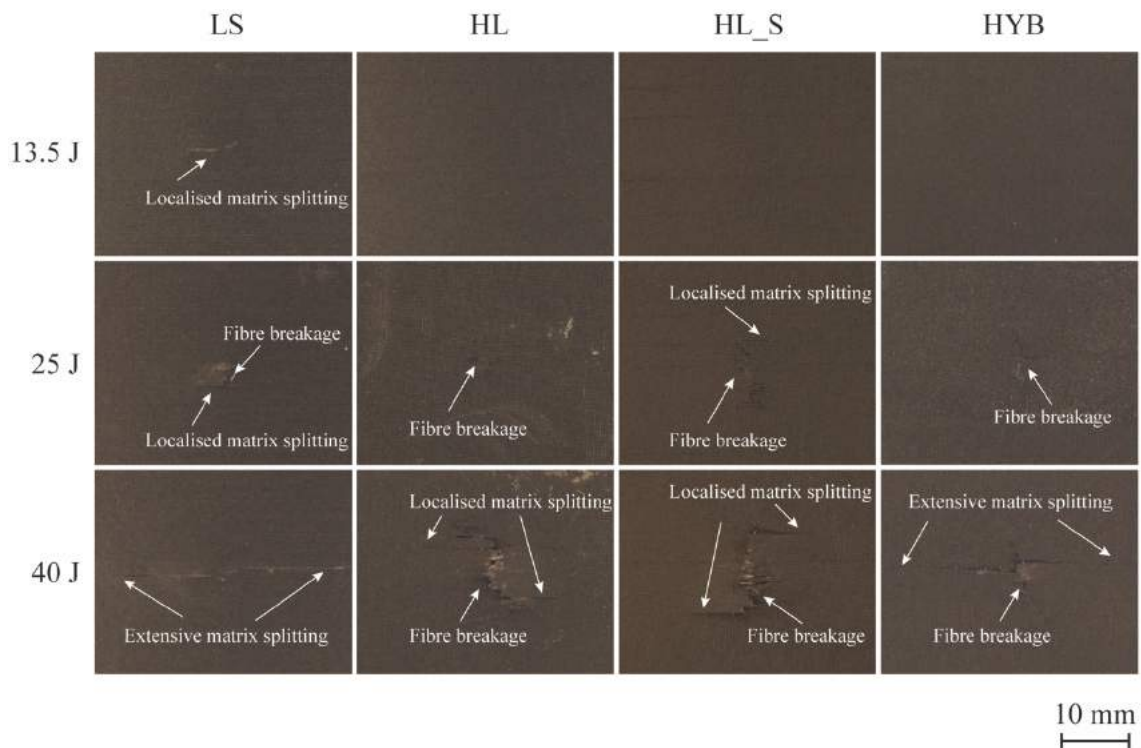 LS HL HL_S HYB
13.5 J
Localised matrix splitting
25 J
Fibre breakage
Localised matrix splitting
Fibre breakage
Localised matrix splitting
Fibre breakage
Fibre breakage
40 J
Extensive matrix splitting
Localised matrix splitting
Fibre breakage
Localised matrix splitting
Fibre breakage
Extensive matrix splitting
Fibre breakage
10 mm